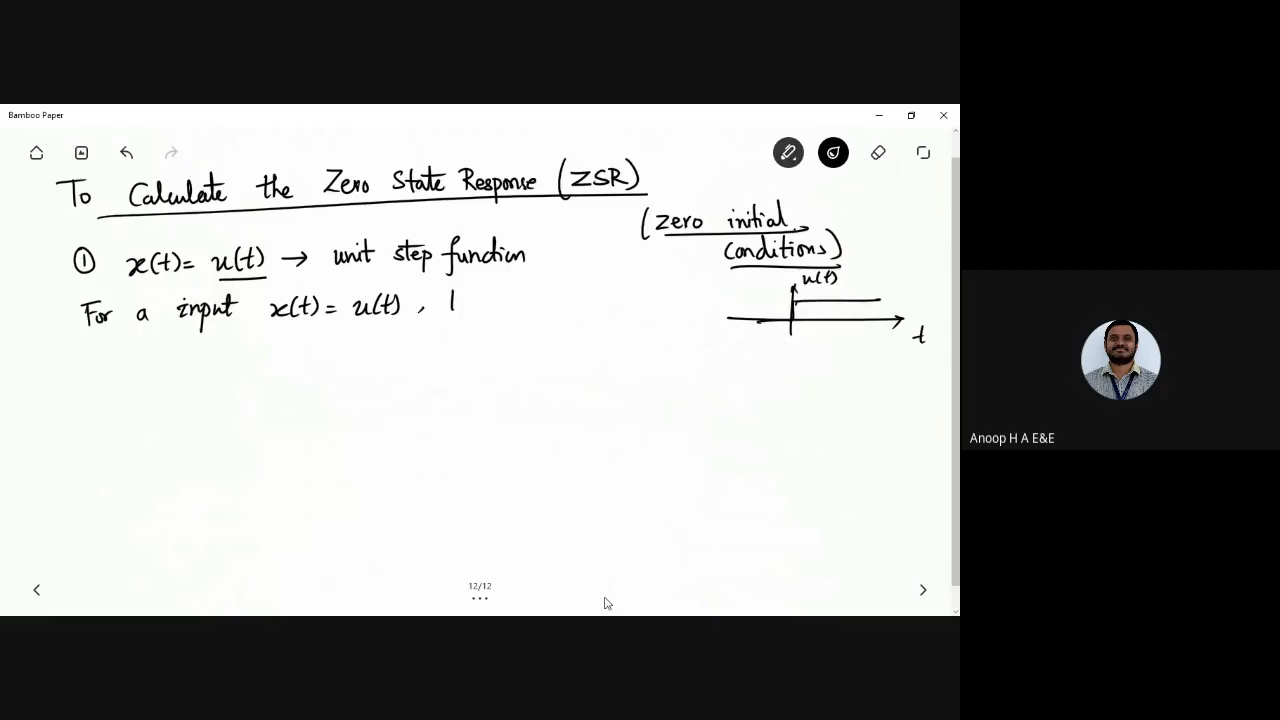 Bamboo Paper
To Calculate the Zero State Response (ZSR)
(Zero initial
conditions)
① x(t)= u(t) → unit step function
u(t)
For a input x(t) = u(t) , |
t
Anoop H A E&E
12/12